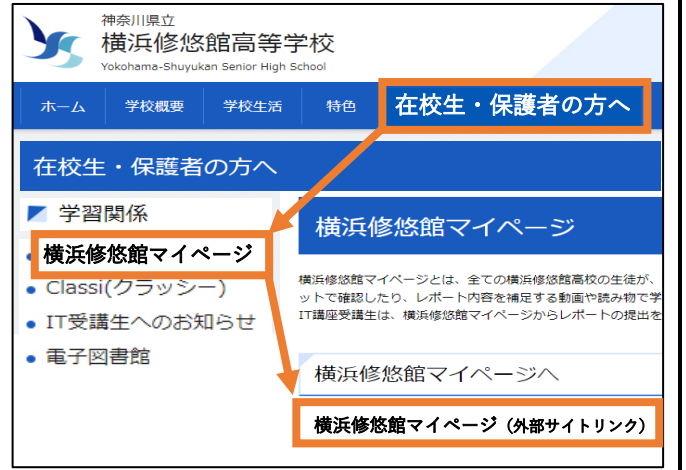 神奈川県立
横浜修悠館高等学校
Yokohama-Shuyukan Senior High School
ホーム 学校概要 学校生活 特色 在校生・保護者の方へ
在校生・保護者の方へ
学習関係
横浜修悠館マイページ
Classi(クラッシー)
IT受講生へのお知らせ
電子図書館
横浜修悠館マイページ
横浜修悠館マイページとは、全ての横浜修悠館高校の生徒が、
ットで確認したり、レポート内容を補足する動画や読み物で学
IT講座受講生は、横浜修悠館マイページからレポートの提出を
横浜修悠館マイページへ
横浜修悠館マイページ（外部サイトリンク）